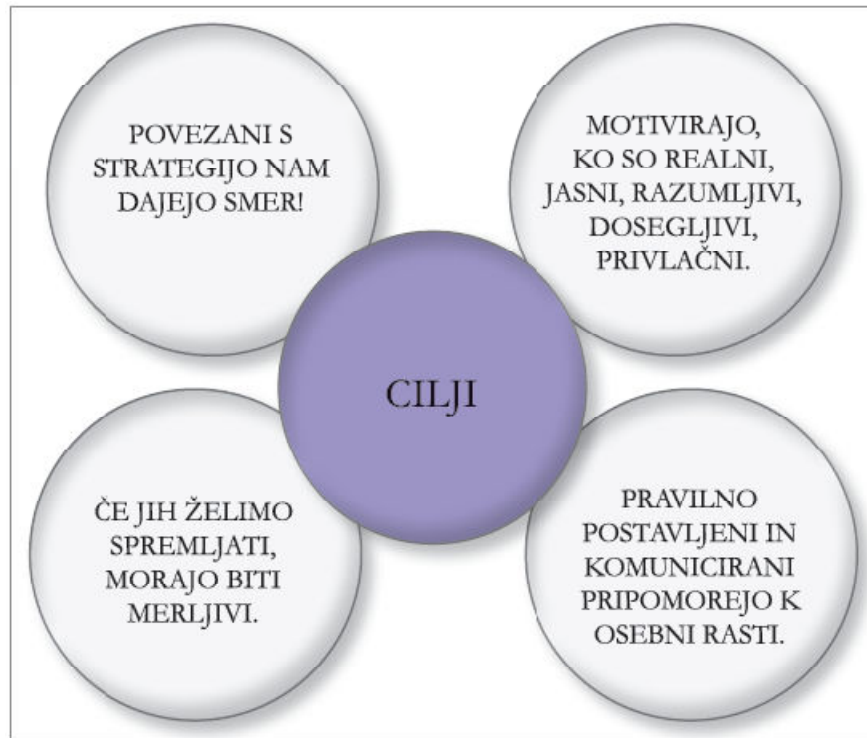 POVEZANI S
STRATEGIJO NAM
DAJEJO SMER!
MOTIVIRAJO,
KO SO REALNI,
JASNI, RAZUMLJIVI,
DOSEGLJIVI,
PRIVLAČNI.
CILJI
ČE JIH ŽELIMO
SPREMLJATI,
MORAJO BITI
MERLJIVI.
PRAVILNO
POSTAVLJENI IN
KOMUNICIRANI
PRIPOMOREJO K
OSEBNI RASTI.